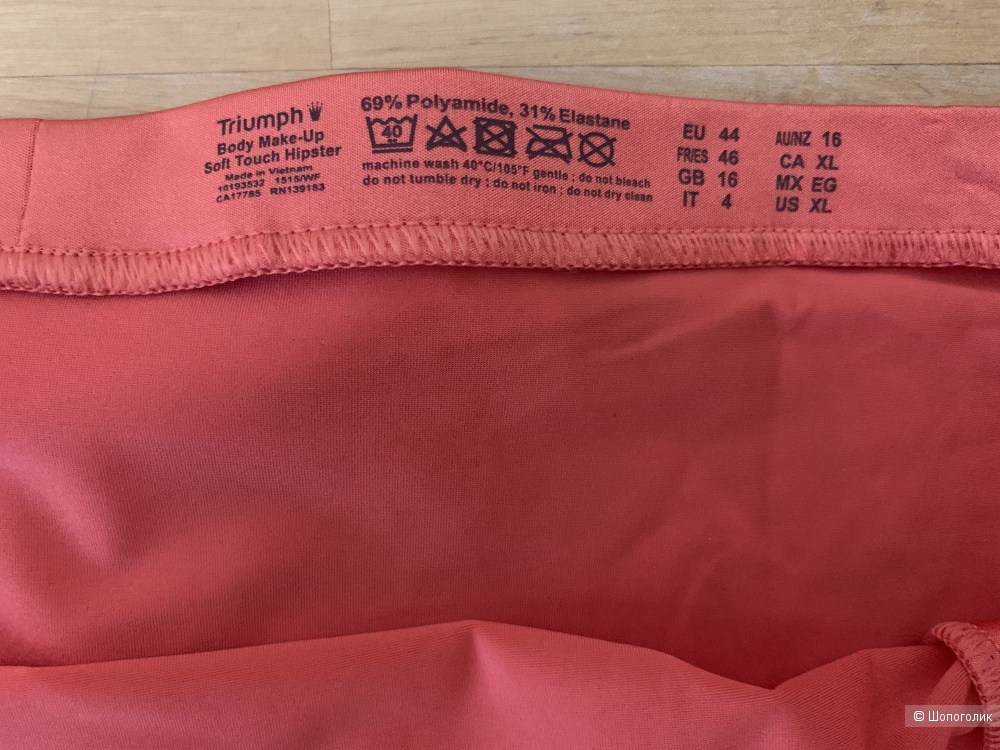 Triumph
Body Make-Up
Soft Touch Hipster
Made in Vietnam
10193532 1515/WF
CA17785 RN139183
69% Polyamide, 31% Elastane
40
machine wash 40°C/105°F gentle ; do not bleach
do not tumble dry ; do not iron ; do not dry clean
EU 44
FR/ES 46
GB 16
IT 4
AU/NZ 16
CA XL
MX EG
US XL
© Шопоголик